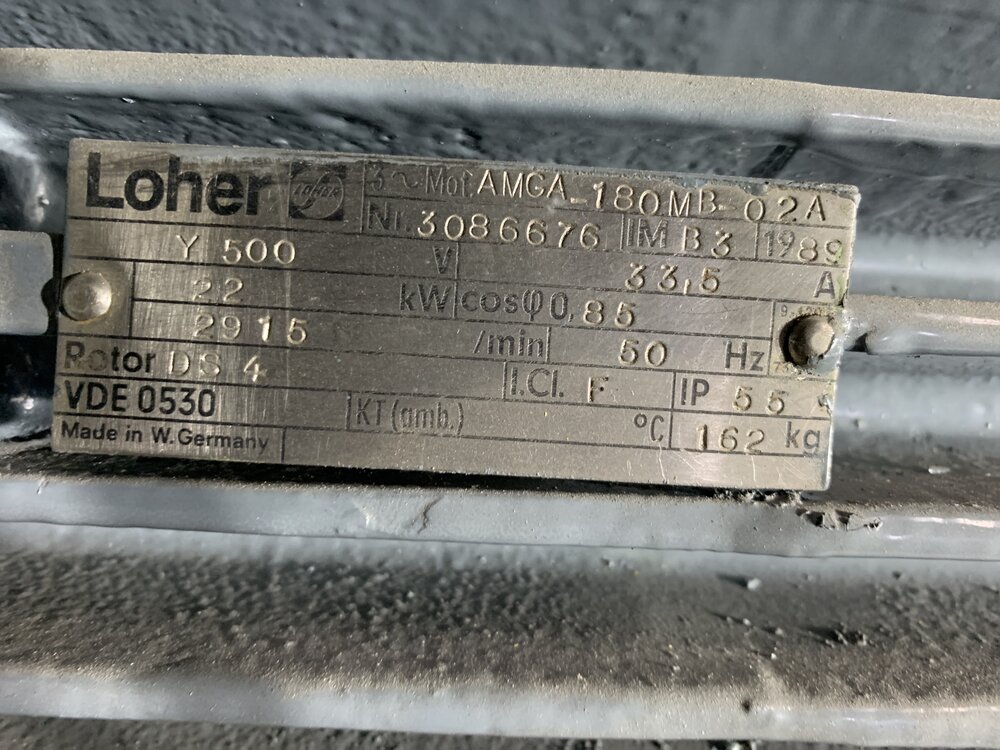 Loher LOHER 3~Mot. AMGA-180MB-02A
Nr. 3086676 IM B3 1989
Y 500 V 33,5 A
22 kW cosφ 0,85
2915 /min 50 Hz
Rotor DS 4 I.Cl. F IP 55
VDE 0530 KT (amb.) °C 162 kg
Made in W.Germany